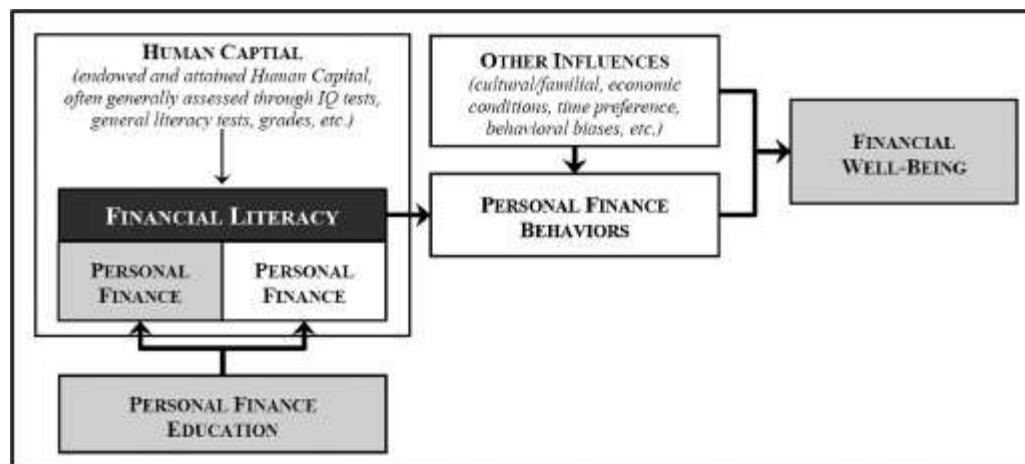 HUMAN CAPTIAL
(endowed and attained Human Capital,
often generally assessed through IQ tests,
general literacy tests, grades, etc.)
FINANCIAL LITERACY
PERSONAL
FINANCE
PERSONAL
FINANCE
PERSONAL FINANCE
EDUCATION
OTHER INFLUENCES
(cultural/familial, economic
conditions, time preference,
behavioral biases, etc.)
PERSONAL FINANCE
BEHAVIORS
FINANCIAL
WELL-BEING